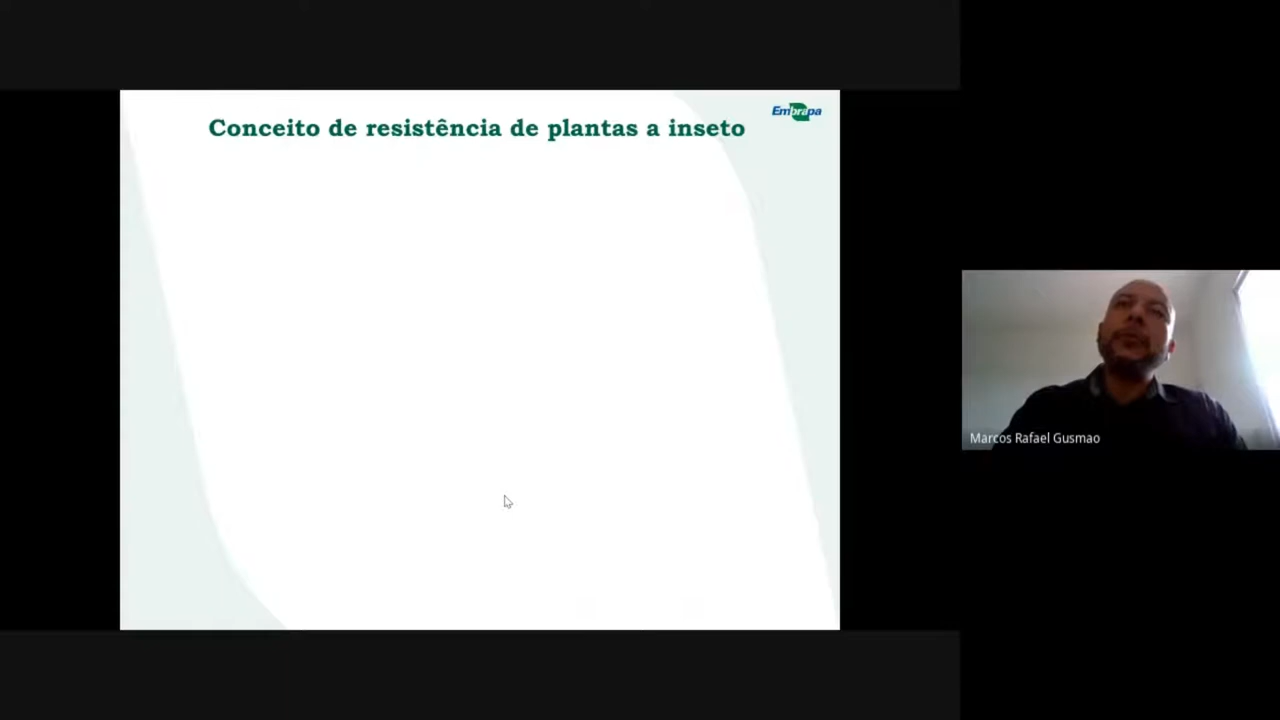 Conceito de resistência de plantas a inseto
Embrapa
Marcos Rafael Gusmao